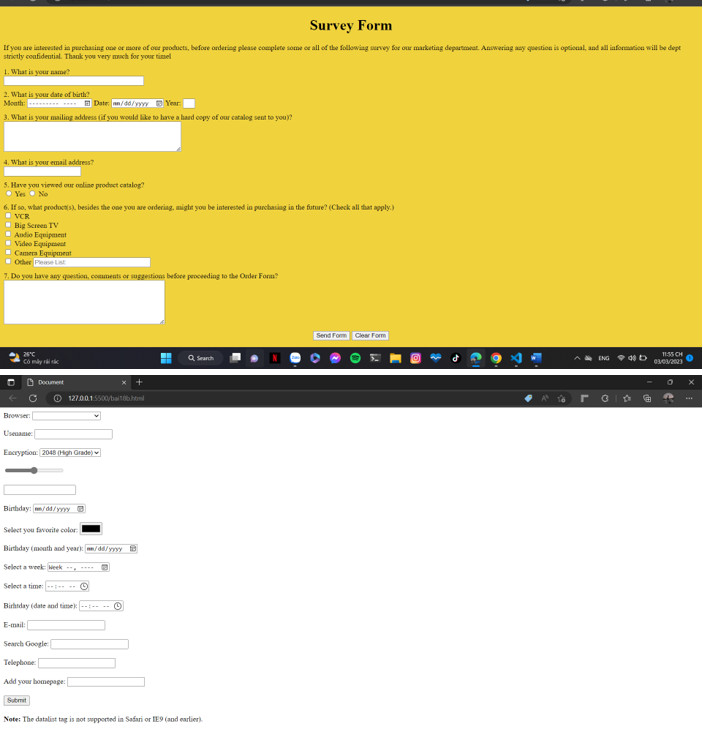 Survey Form
If you are interested in purchasing one or more of our products, before ordering please complete some or all of the following survey for our marketing department. Answering any question is optional, and all information will be dept
strictly confidential. Thank you very much for your time!
1. What is your name?
2. What is your date of birth?
Month: --------- ---- Date: mm/dd/yyyy Year:
3. What is your mailing address (if you would like to have a hard copy of our catalog sent to you)?
4. What is your email address?
5. Have you viewed our online product catalog?
Yes No
6. If so, what product(s), besides the one you are ordering, might you be interested in purchasing in the future? (Check all that apply.)
VCR
Big Screen TV
Audio Equipment
Video Equipment
Camera Equipment
Other Please List:
7. Do you have any question, comments or suggestions before proceeding to the Order Form?
Send Form Clear Form
26°C
Có mây rải rác
Search
ENG
11:55 CH
03/03/2023
1
Document
127.0.0.1:5500/bai18b.html
Browser:
Usename:
Encryption: 2048 (High Grade)
Birthday: mm/dd/yyyy
Select you favorite color:
Birthday (month and year): mm/dd/yyyy
Select a week: Week --, ----
Select a time: --:-- --
Birhtday (date and time): --:-- --
E-mail:
Search Google:
Telephone:
Add your homepage:
Submit
Note: The datalist tag is not supported in Safari or IE9 (and earlier).